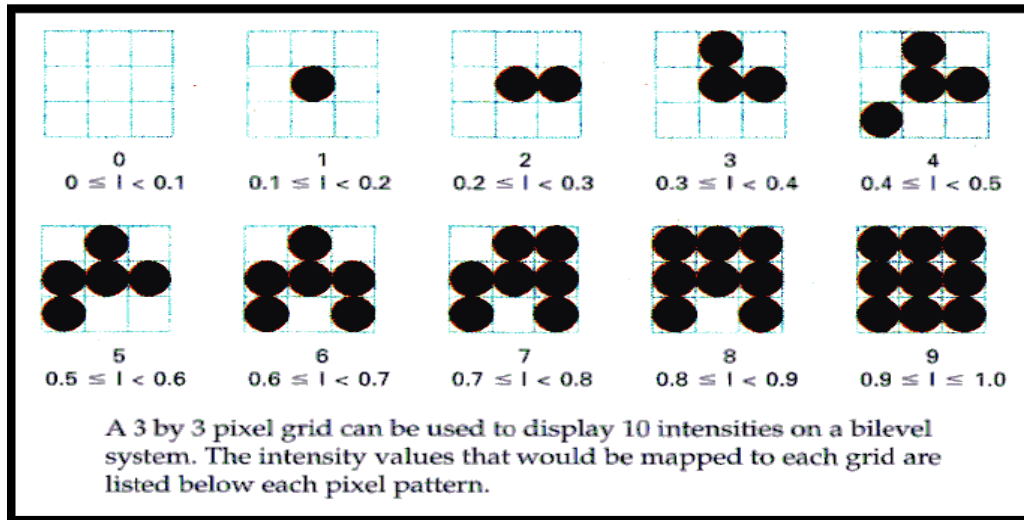 0 1 2 3 4
0 ≤ I < 0.1 0.1 ≤ I < 0.2 0.2 ≤ I < 0.3 0.3 ≤ I < 0.4 0.4 ≤ I < 0.5
5 6 7 8 9
0.5 ≤ I < 0.6 0.6 ≤ I < 0.7 0.7 ≤ I < 0.8 0.8 ≤ I < 0.9 0.9 ≤ I ≤ 1.0
A 3 by 3 pixel grid can be used to display 10 intensities on a bilevel
system. The intensity values that would be mapped to each grid are
listed below each pixel pattern.